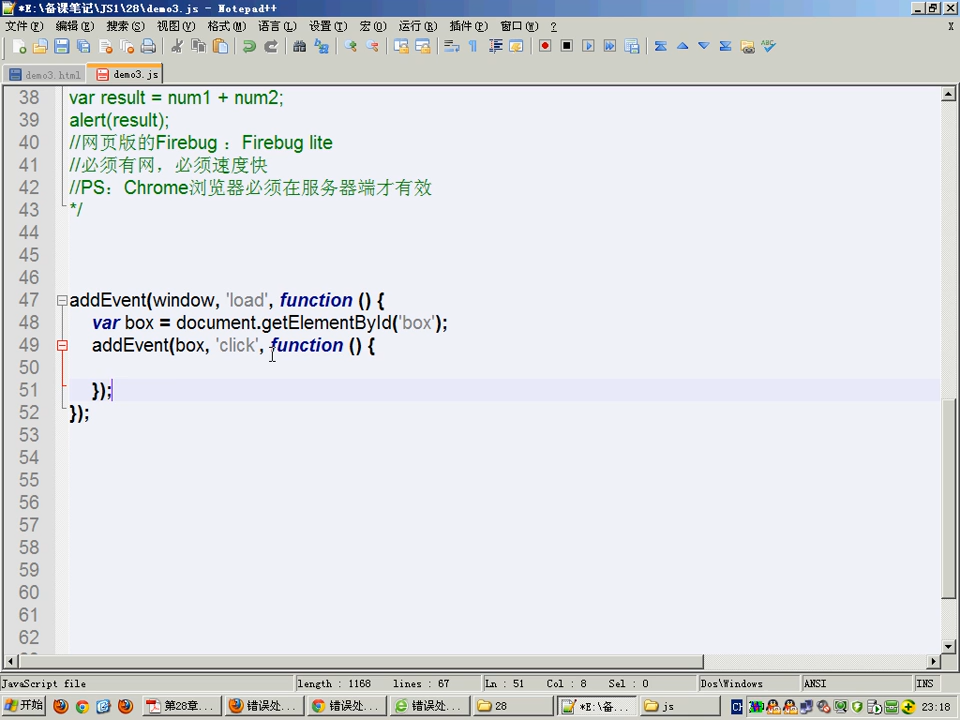 *E:\备课笔记\JS1\28\demo3.js - Notepad++
文件(F) 编辑(E) 搜索(S) 视图(V) 格式(M) 语言(L) 设置(T) 宏(O) 运行(R) 插件(P) 窗口(W) ? X
demo3.html demo3.js
38 var result = num1 + num2;
39 alert(result);
40 //网页版的Firebug : Firebug lite
41 //必须有网，必须速度快
42 //PS：Chrome浏览器必须在服务器端才有效
43 */
44
45
46
47 addEvent(window, 'load', function () {
48 var box = document.getElementById('box');
49 addEvent(box, 'click', function () {
50
51 });
52 });
53
54
55
56
57
58
59
60
61
62
JavaScript file length : 1168 lines : 67 Ln : 51 Col : 8 Sel : 0 Dos\Windows ANSI INS
开始 第28章... 错误处... 错误处... 错误处... 28 *E:\备... js 23:18